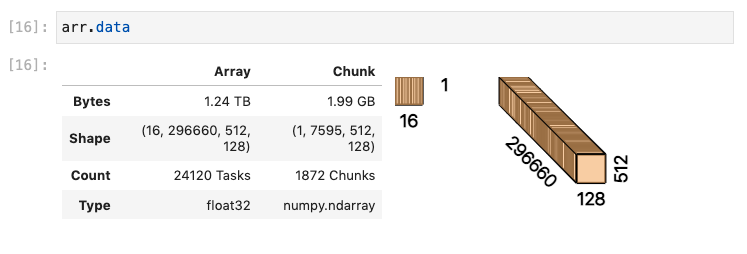 [16]: arr.data
[16]:
Array Chunk
Bytes 1.24 TB 1.99 GB
Shape (16, 296660, 512, 128) (1, 7595, 512, 128)
Count 24120 Tasks 1872 Chunks
Type float32 numpy.ndarray
1
16
296660
512
128